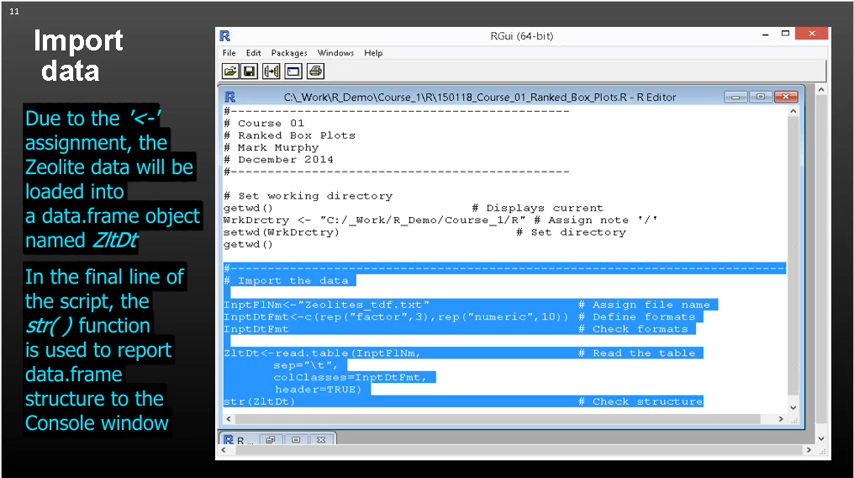 11
Import
data
Due to the '<-'
assignment, the
Zeolite data will be
loaded into
a data.frame object
named ZltDt
In the final line of
the script, the
str( ) function
is used to report
data.frame
structure to the
Console window
RGui (64-bit)
File Edit Packages Windows Help
C:\_Work\R_Demo\Course_1\R\150118_Course_01_Ranked_Box_Plots.R - R Editor
#----------------------------------------------
# Course 01
# Ranked Box Plots
# Mark Murphy
# December 2014
#----------------------------------------------
# Set working directory
getwd() # Displays current
WrkDrctry <- "C:/_Work/R_Demo/Course_1/R" # Assign note '/'
setwd(WrkDrctry) # Set directory
getwd()
#---------------------------------------------------------------------------
# Import the data
InptFlNm<-"Zeolites_tdf.txt" # Assign file name
InptDtFmt<-c(rep("factor",3),rep("numeric",10)) # Define formats
InptDtFmt # Check formats
ZltDt<-read.table(InptFlNm, # Read the table
sep="\t",
colClasses=InptDtFmt,
header=TRUE)
str(ZltDt) # Check structure
R ...